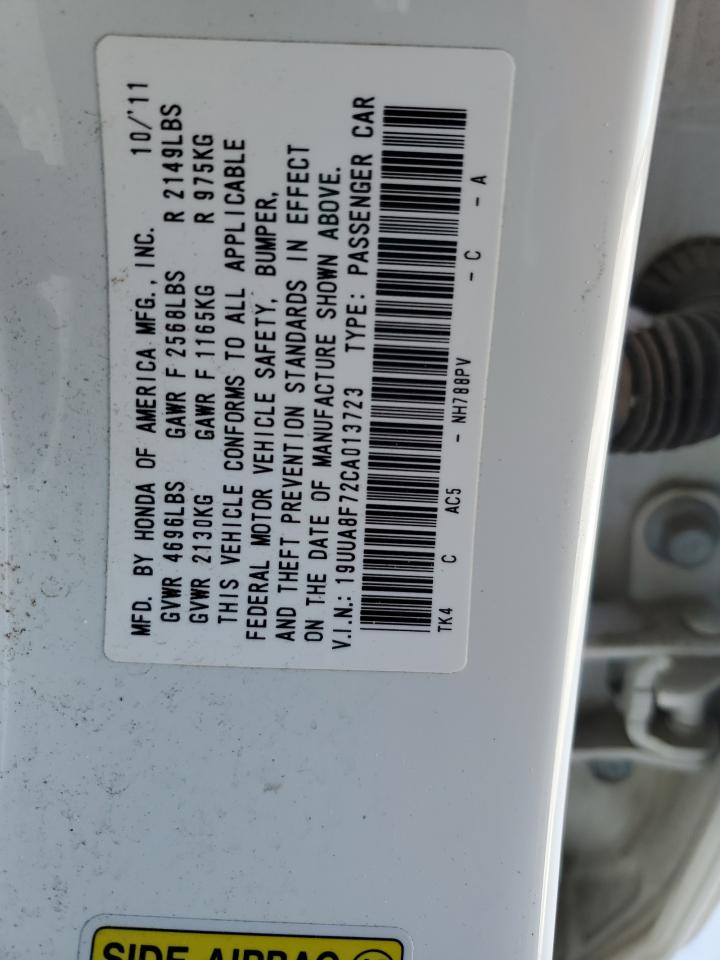 MFD. BY HONDA OF AMERICA MFG., INC. 10/'11
GVWR 4696LBS GAWR F 2568LBS R 2149LBS
GVWR 2130KG GAWR F 1165KG R 975KG
THIS VEHICLE CONFORMS TO ALL APPLICABLE
FEDERAL MOTOR VEHICLE SAFETY, BUMPER,
AND THEFT PREVENTION STANDARDS IN EFFECT
ON THE DATE OF MANUFACTURE SHOWN ABOVE.
V.I.N.: 19UUA8F72CA013723 TYPE: PASSENGER CAR
TK4 C AC5 - NH788PV - C - A
SIDE AIRBAG